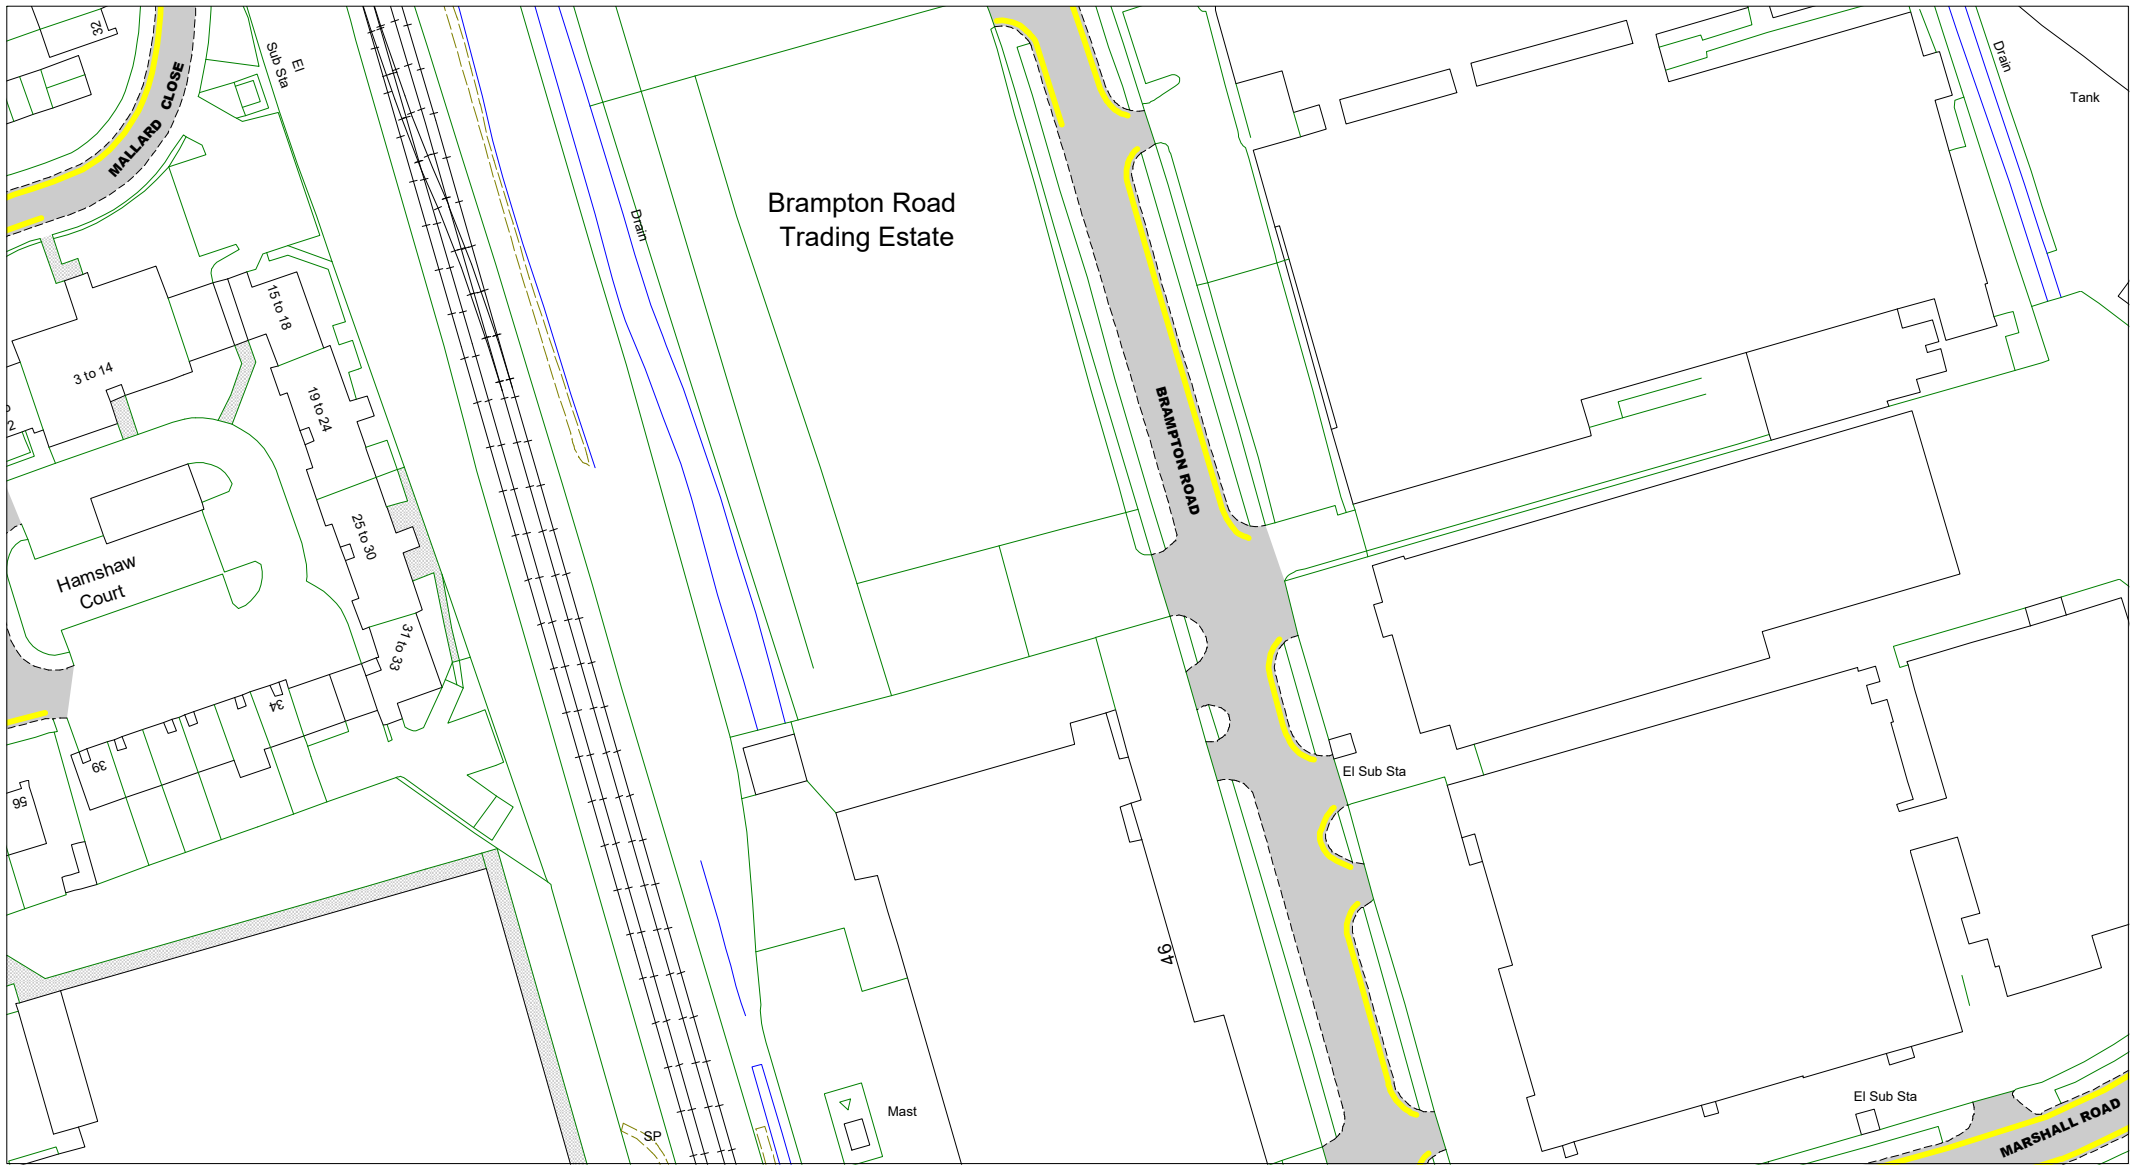 32
El
Sub Sta
MALLARD CLOSE
Drain
Tank
Brampton Road
Trading Estate
Drain
15 to 18
3 to 14
19 to 24
BRAMPTON ROAD
25 to 30
Hamshaw
Court
31 to 33
34
39
56
El Sub Sta
46
Mast
SP
El Sub Sta
MARSHALL ROAD